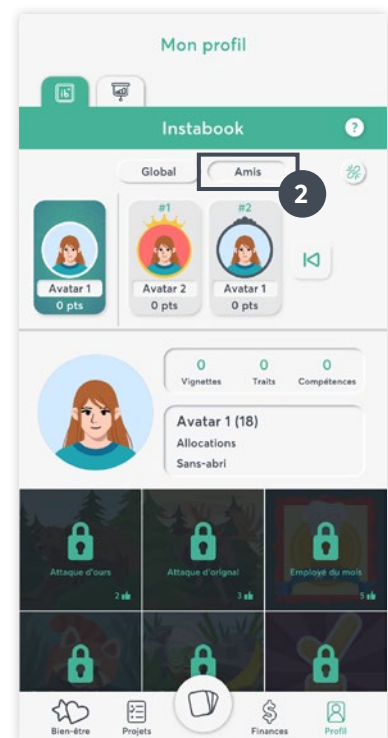 Mon profil
Instabook
?
Global
Amis
2
#1
#2
Avatar 1
Avatar 2
Avatar 1
0 pts
0 pts
0 pts
0
0
0
Vignettes
Traits
Compétences
Avatar 1 (18)
Allocations
Sans-abri
Attaque d'ours
Attaque d'orignal
Employé du mois
2
3
5
Bien-être
Projets
Finances
Profil